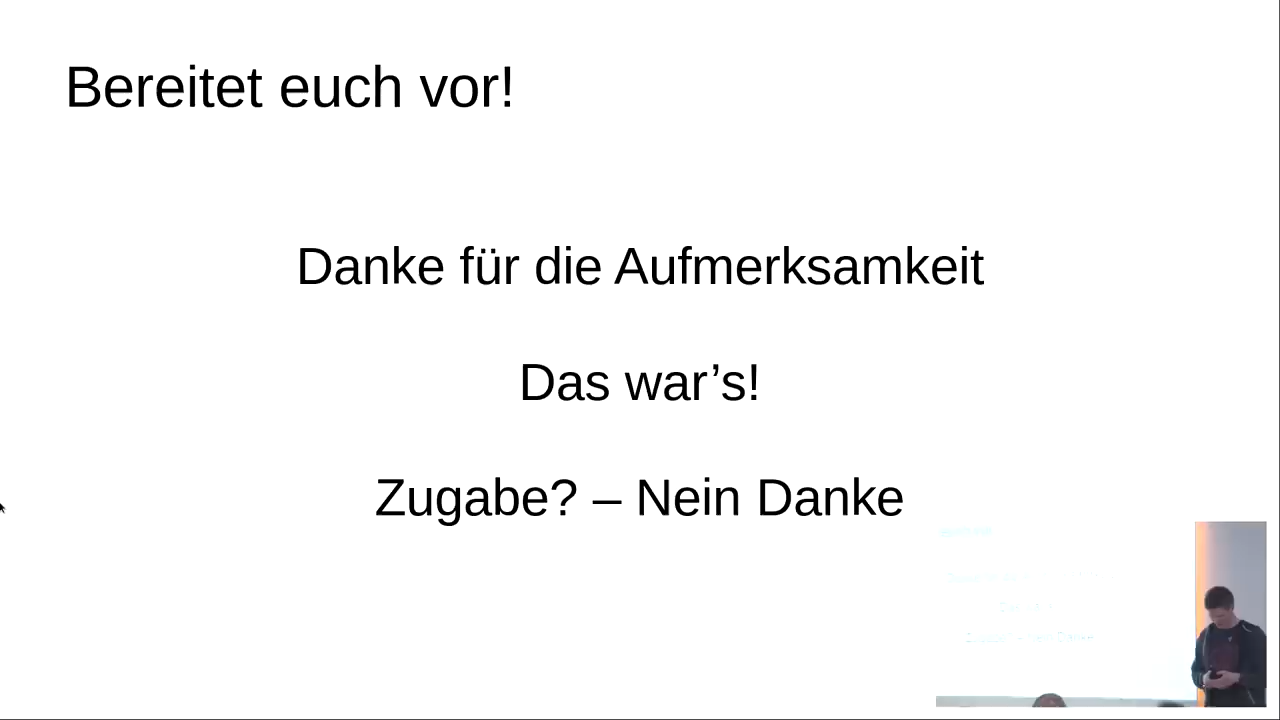 Bereitet euch vor!
Danke für die Aufmerksamkeit
Das war’s!
Zugabe? – Nein Danke